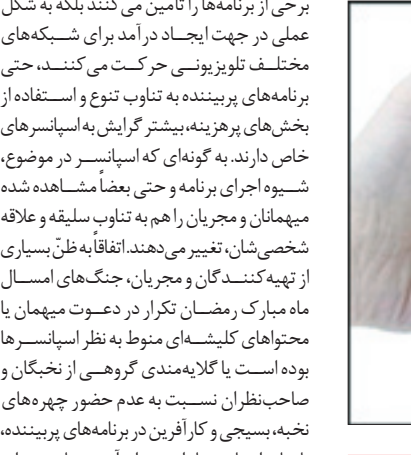 برخی از برنامه‌ها را تأمین می‌کنند بلکه به شکل
عملی در جهت ایجاد درآمد برای شبکه‌های
مختلف تلویزیونی حرکت می‌کنند، حتی
برنامه‌های پربیننده به تناوب تنوع و استفاده از
بخش‌های پرهزینه، بیشتر گرایش به اسپانسرهای
خاص دارند. به گونه‌ای که اسپانسر در موضوع،
شیوه اجرای برنامه و حتی بعضاً مشاهده شده
میهمانان و مجریان را هم به تناوب سلیقه و علاقه
شخصی‌شان، تغییر می‌دهند. اتفاقاً به ظنّ بسیاری
از تهیه‌کنندگان و مجریان، جنگ‌های امسال
ماه مبارک رمضان تکرار در دعوت میهمان یا
محتواهای کلیشه‌ای منوط به نظر اسپانسرها
بوده است یا گلایه‌مندی گروهی از نخبگان و
صاحب‌نظران نسبت به عدم حضور چهره‌های
نخبه، بسیجی و کارآفرین در برنامه‌های پربیننده،